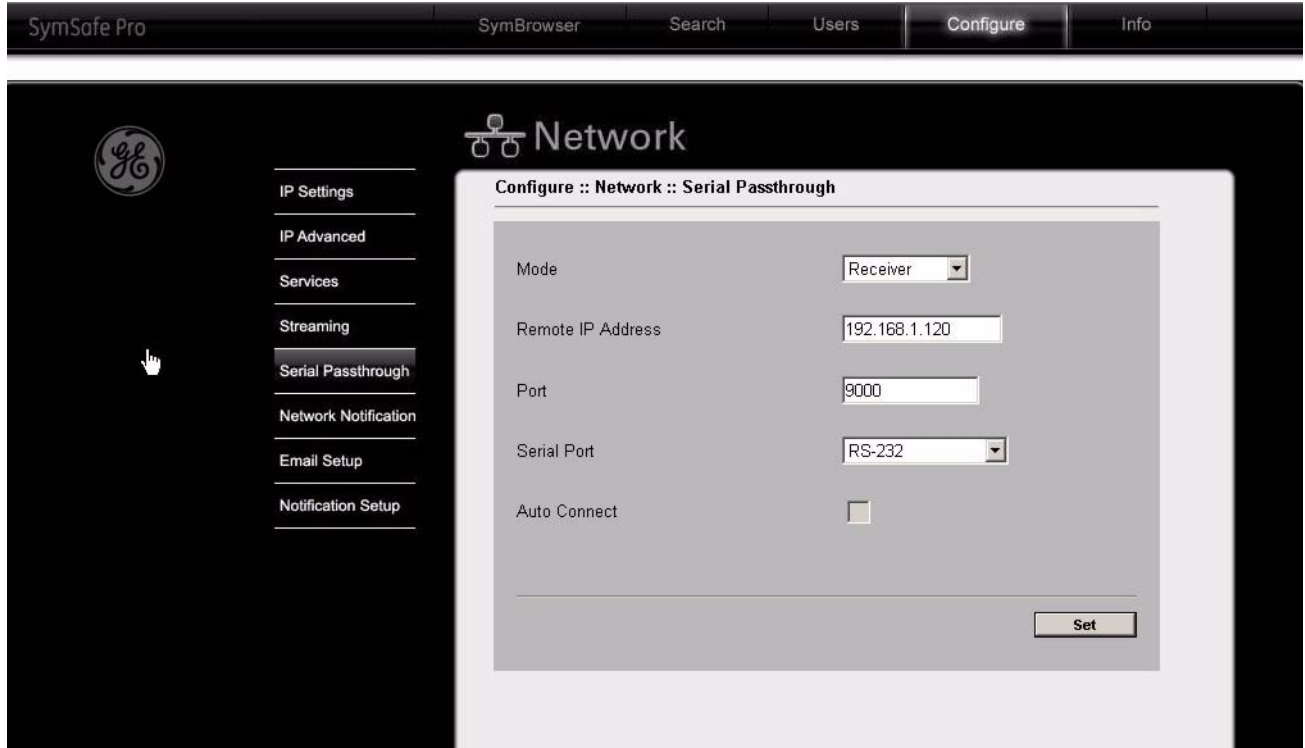 SymSafe Pro
SymBrowser
Search
Users
Configure
Info
GE
Network
IP Settings
IP Advanced
Services
Streaming
Serial Passthrough
Network Notification
Email Setup
Notification Setup
Configure :: Network :: Serial Passthrough
Mode
Receiver
Remote IP Address
192.168.1.120
Port
9000
Serial Port
RS-232
Auto Connect
Set